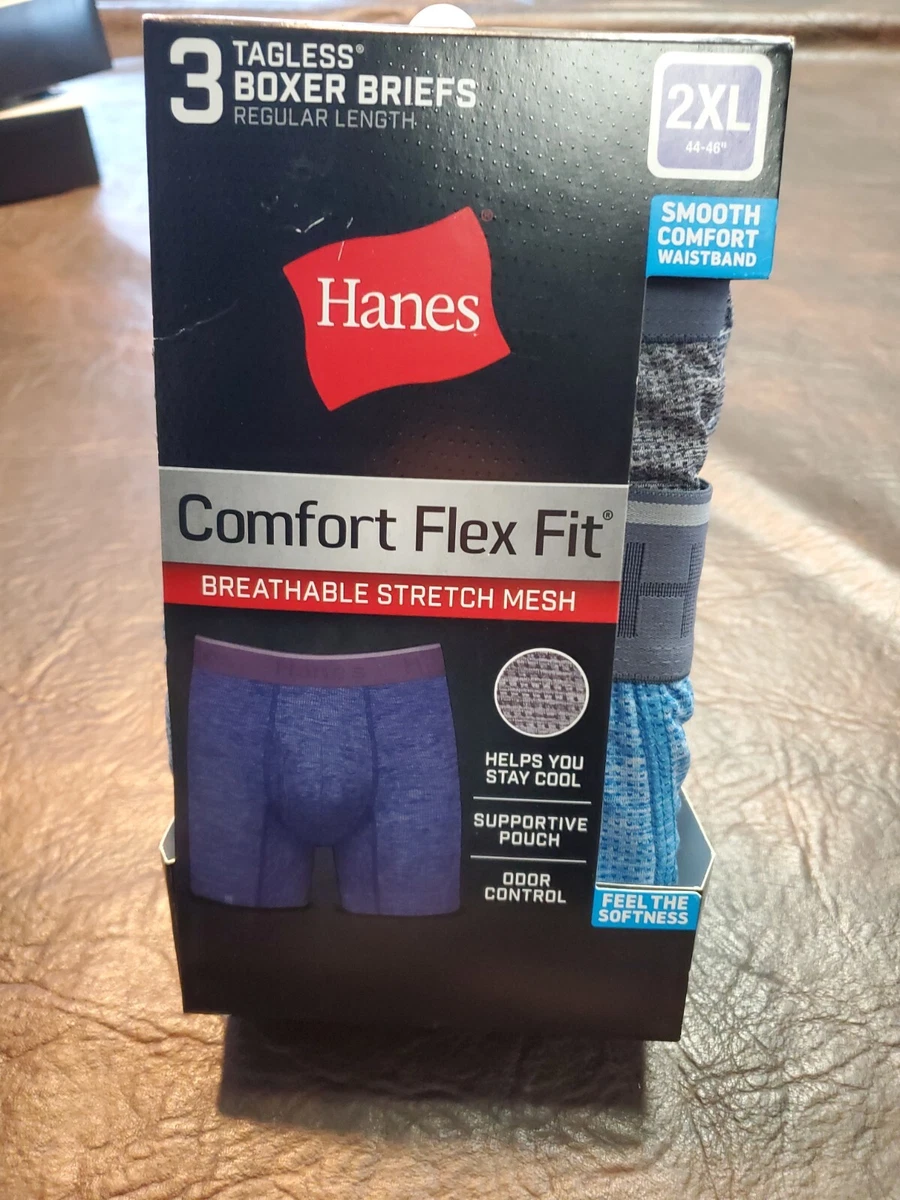 3
TAGLESS®
BOXER BRIEFS
REGULAR LENGTH
2XL
44-46"
SMOOTH
COMFORT
WAISTBAND
Hanes®
Comfort Flex Fit®
BREATHABLE STRETCH MESH
H
HELPS YOU
STAY COOL
SUPPORTIVE
POUCH
ODOR
CONTROL
FEEL THE
SOFTNESS